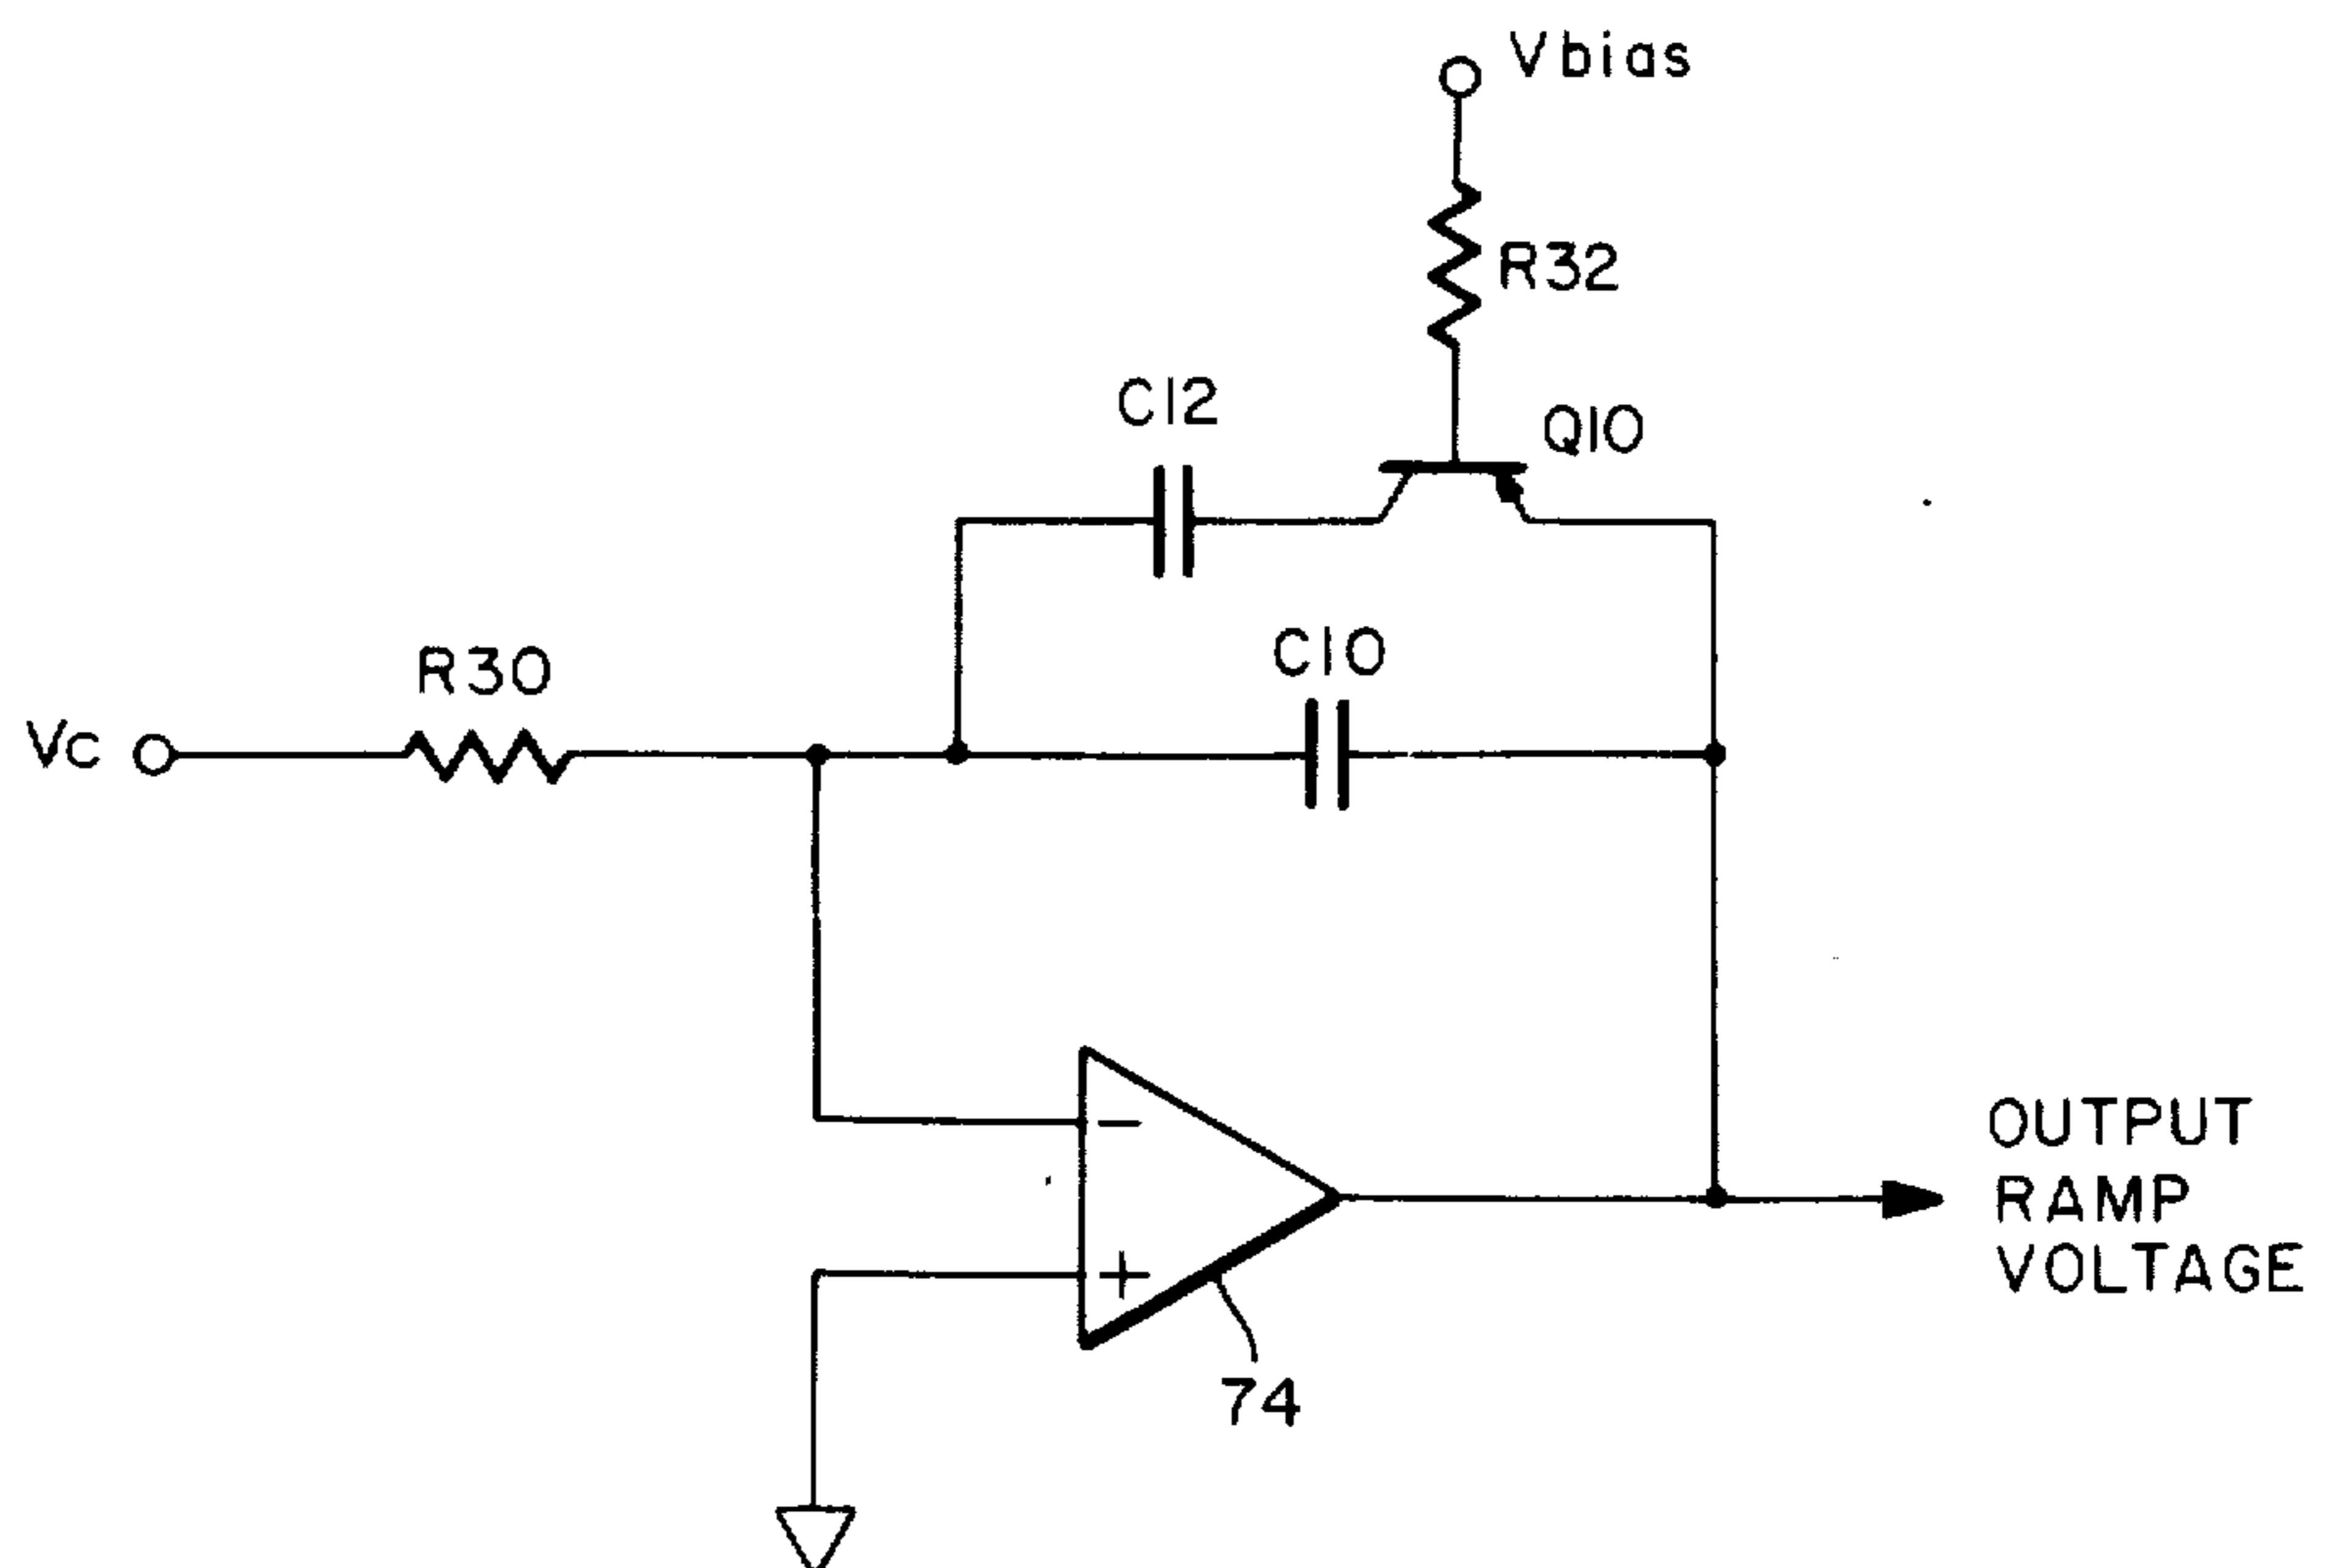 Vbias
R32
C12
Q10
C10
R30
Vc
−
+
OUTPUT
RAMP
VOLTAGE
74